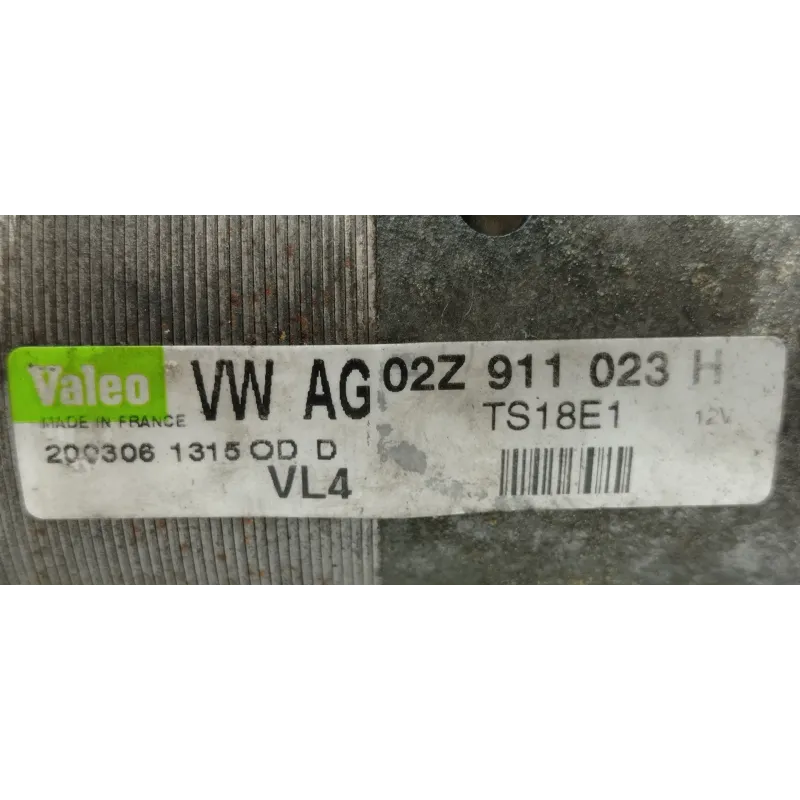 Valeo VW AG 02Z 911 023 H
MADE IN FRANCE TS18E1 12V
200306 1315 OD D
VL4